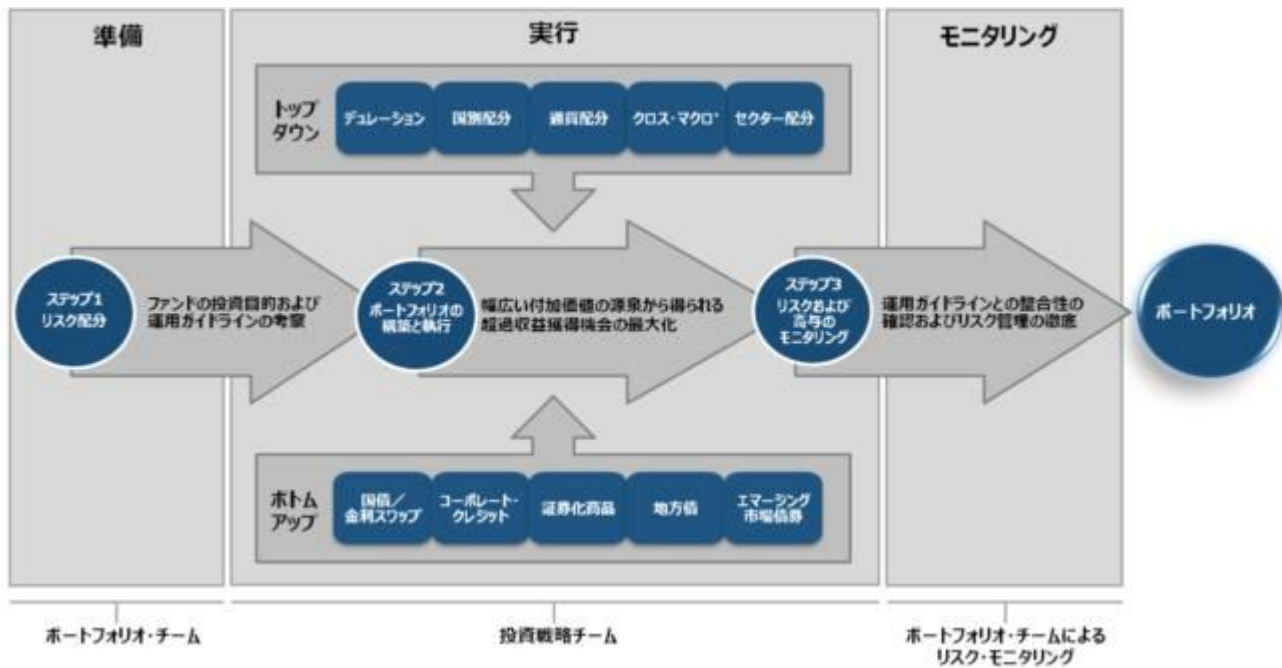 準備
実行
モニタリング
トップ
ダウン
デュレーション
国別配分
通貨配分
クロス・マクロ*
セクター配分
ステップ1
リスク配分
ファンドの投資目的および
運用ガイドラインの考察
ステップ2
ポートフォリオの
構築と執行
幅広い付加価値の源泉から得られる
超過収益獲得機会の最大化
ステップ3
リスクおよび
寄与の
モニタリング
運用ガイドラインとの整合性の
確認およびリスク管理の徹底
ポートフォリオ
ボトム
アップ
国債/
金利スワップ
コーポレート・
クレジット
証券化商品
地方債
エマージング
市場債券
ポートフォリオ・チーム
投資戦略チーム
ポートフォリオ・チームによる
リスク・モニタリング